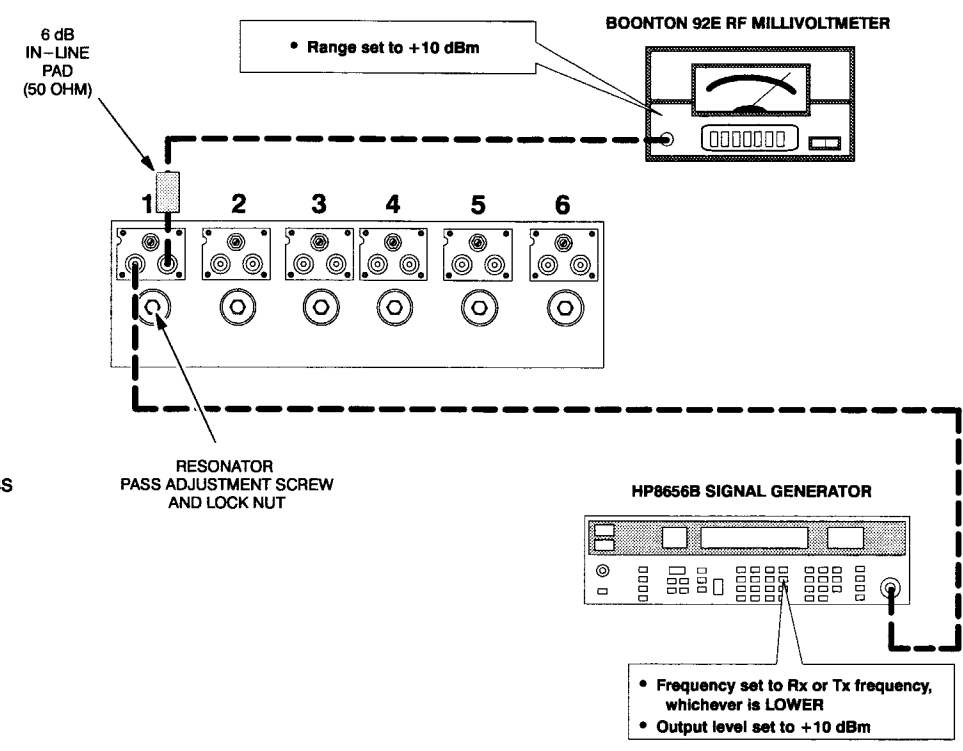 6 dB
IN–LINE
PAD
(50 OHM)
• Range set to +10 dBm
BOONTON 92E RF MILLIVOLTMETER
1 2 3 4 5 6
RESONATOR
PASS ADJUSTMENT SCREW
AND LOCK NUT
HP8656B SIGNAL GENERATOR
• Frequency set to Rx or Tx frequency,
whichever is LOWER
• Output level set to +10 dBm